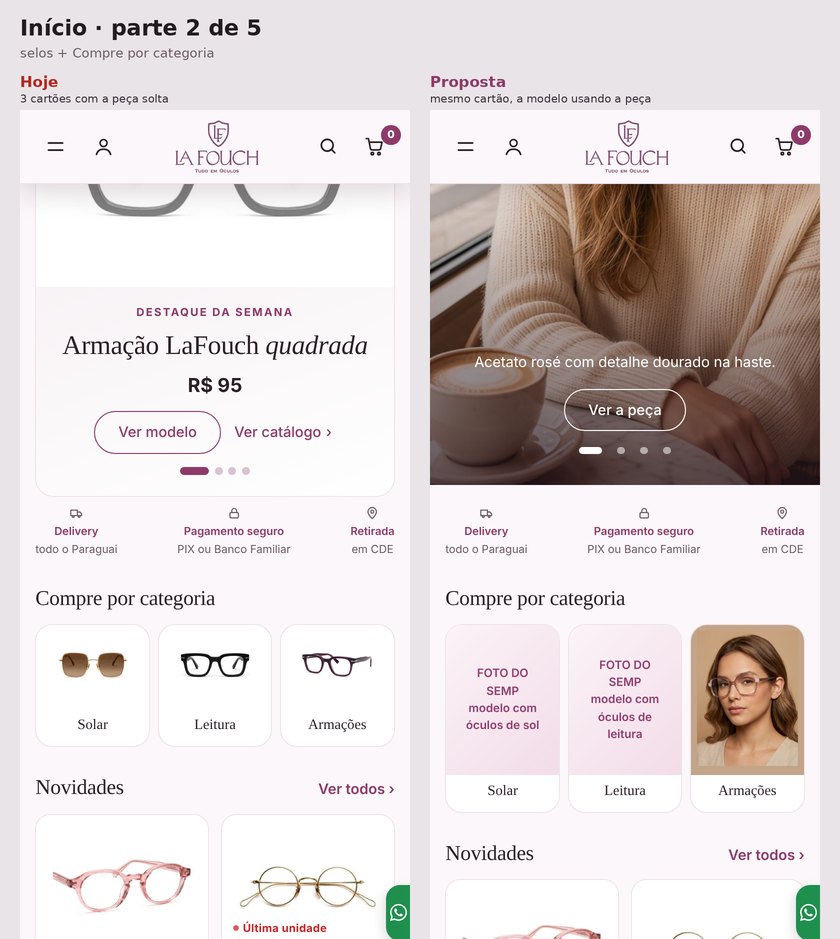 Início · parte 2 de 5
selos + Compre por categoria
Hoje
3 cartões com a peça solta
LF
LA FOUCH
Tudo em Óculos
0
DESTAQUE DA SEMANA
Armação LaFouch quadrada
R$ 95
Ver modelo
Ver catálogo ›
Delivery
todo o Paraguai
Pagamento seguro
PIX ou Banco Familiar
Retirada
em CDE
Compre por categoria
Solar
Leitura
Armações
Novidades
Ver todos ›
Última unidade
Proposta
mesmo cartão, a modelo usando a peça
LF
LA FOUCH
Tudo em Óculos
0
Acetato rosé com detalhe dourado na haste.
Ver a peça
Delivery
todo o Paraguai
Pagamento seguro
PIX ou Banco Familiar
Retirada
em CDE
Compre por categoria
FOTO DO
SEMP
modelo com
óculos de sol
Solar
FOTO DO
SEMP
modelo com
óculos de
leitura
Leitura
Armações
Novidades
Ver todos ›